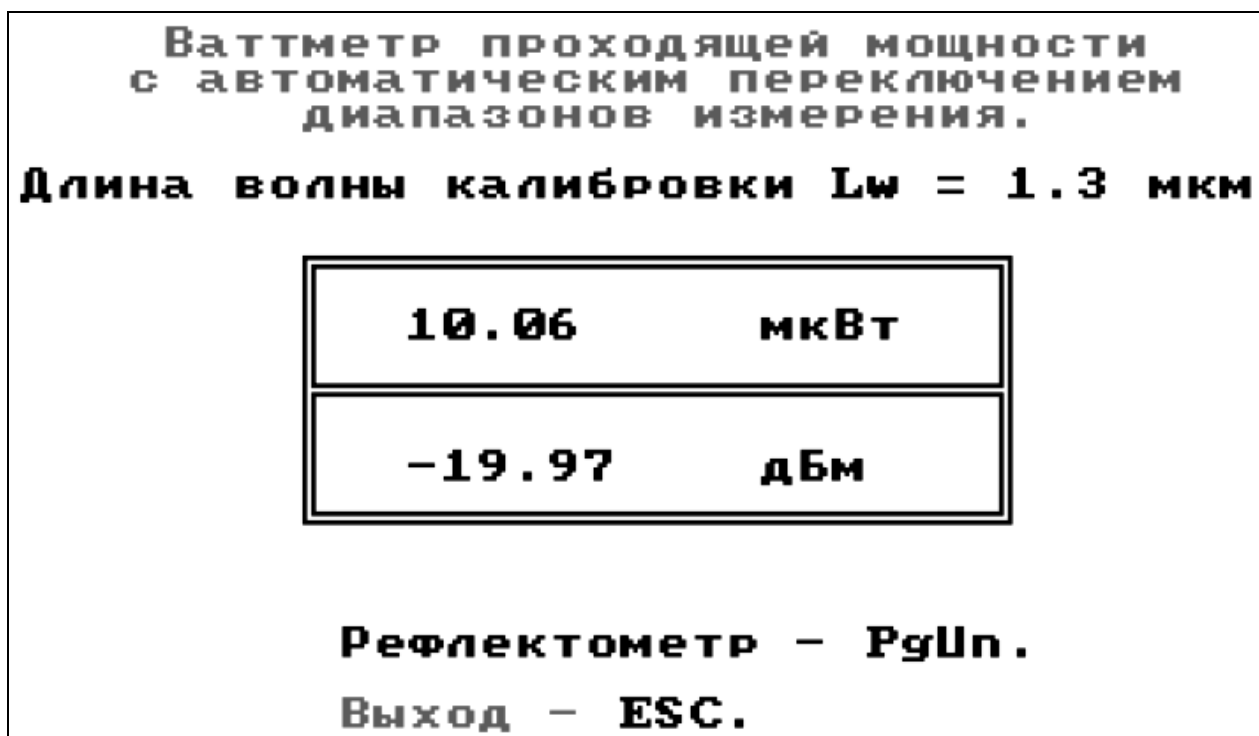 Ваттметр проходящей мощности
с автоматическим переключением
диапазонов измерения.
Длина волны калибровки Lw = 1.3 мкм
10.06 мкВт
-19.97 дБм
Рефлектометр - PgUn.
Выход - ESC.